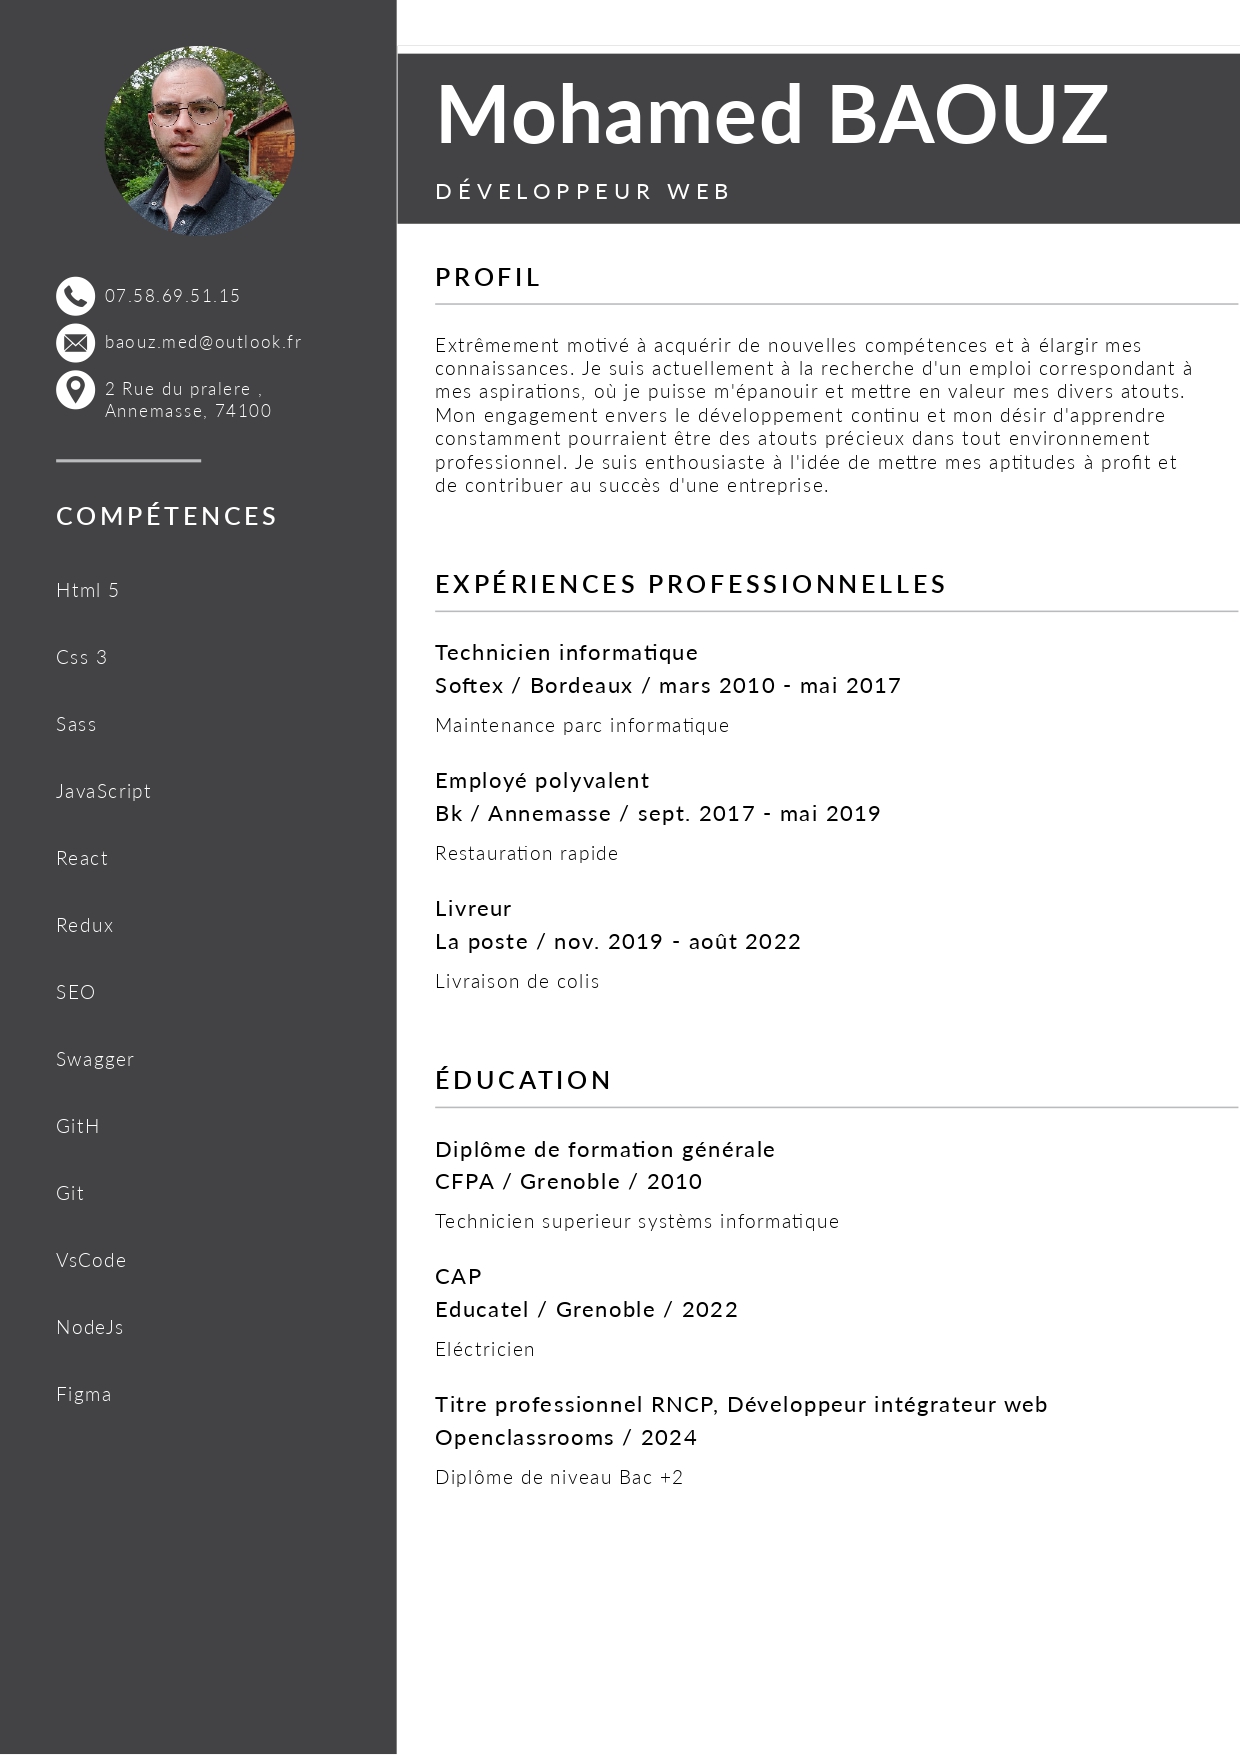 Mohamed BAOUZ
DÉVELOPPEUR WEB
07.58.69.51.15
baouz.med@outlook.fr
2 Rue du pralere ,
Annemasse, 74100
COMPÉTENCES
Html 5
Css 3
Sass
JavaScript
React
Redux
SEO
Swagger
GitH
Git
VsCode
NodeJs
Figma
PROFIL
Extrêmement motivé à acquérir de nouvelles compétences et à élargir mes
connaissances. Je suis actuellement à la recherche d'un emploi correspondant à
mes aspirations, où je puisse m'épanouir et mettre en valeur mes divers atouts.
Mon engagement envers le développement continu et mon désir d'apprendre
constamment pourraient être des atouts précieux dans tout environnement
professionnel. Je suis enthousiaste à l'idée de mettre mes aptitudes à profit et
de contribuer au succès d'une entreprise.
EXPÉRIENCES PROFESSIONNELLES
Technicien informatique
Softex / Bordeaux / mars 2010 - mai 2017
Maintenance parc informatique
Employé polyvalent
Bk / Annemasse / sept. 2017 - mai 2019
Restauration rapide
Livreur
La poste / nov. 2019 - août 2022
Livraison de colis
ÉDUCATION
Diplôme de formation générale
CFPA / Grenoble / 2010
Technicien superieur systèms informatique
CAP
Educatel / Grenoble / 2022
Eléctricien
Titre professionnel RNCP, Développeur intégrateur web
Openclassrooms / 2024
Diplôme de niveau Bac +2